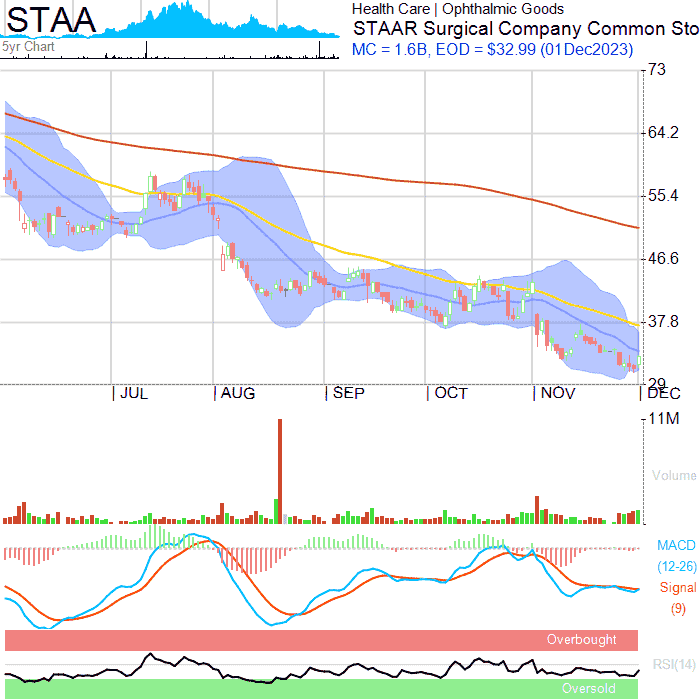 STAA
5yr Chart
Health Care | Ophthalmic Goods
STAAR Surgical Company Common Sto
MC = 1.6B, EOD = $32.99 (01Dec2023)
73
64.2
55.4
46.6
37.8
29
JUL AUG SEP OCT NOV DEC
11M
Volume
MACD
(12-26)
Signal
(9)
Overbought
RSI(14)
Oversold